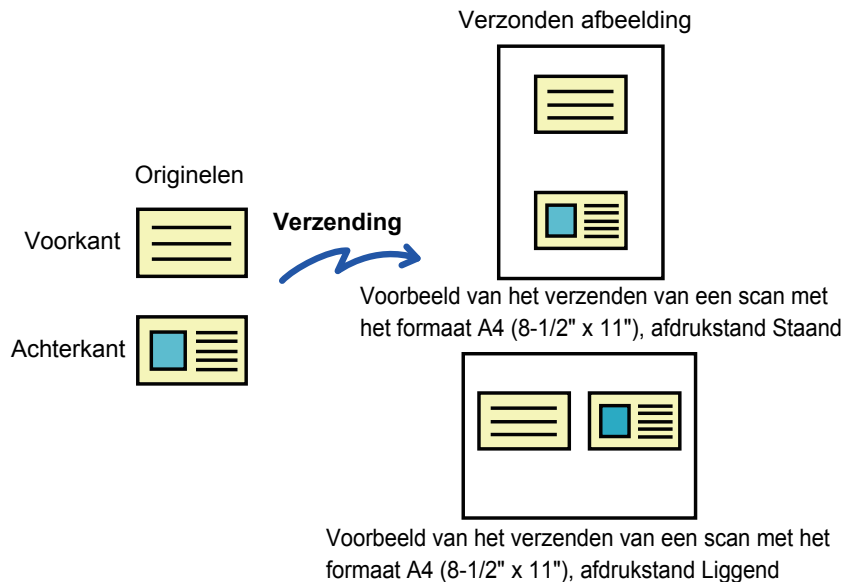 Verzonden afbeelding
Originelen
Voorkant
Verzending
Achterkant
Voorbeeld van het verzenden van een scan met
het formaat A4 (8-1/2" x 11"), afdrukstand Staand
Voorbeeld van het verzenden van een scan met het
formaat A4 (8-1/2" x 11"), afdrukstand Liggend